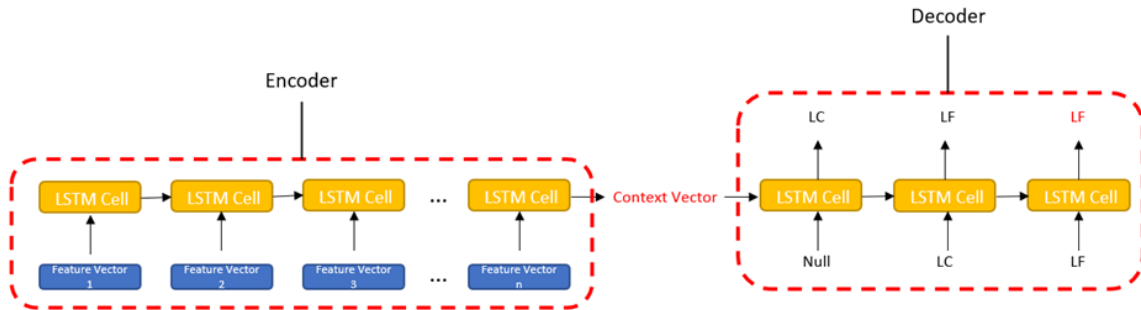 Decoder
Encoder
LC LF LF
LSTM Cell LSTM Cell LSTM Cell ... LSTM Cell Context Vector LSTM Cell LSTM Cell LSTM Cell
Feature Vector 1 Feature Vector 2 Feature Vector 3 ... Feature Vector n
Null LC LF